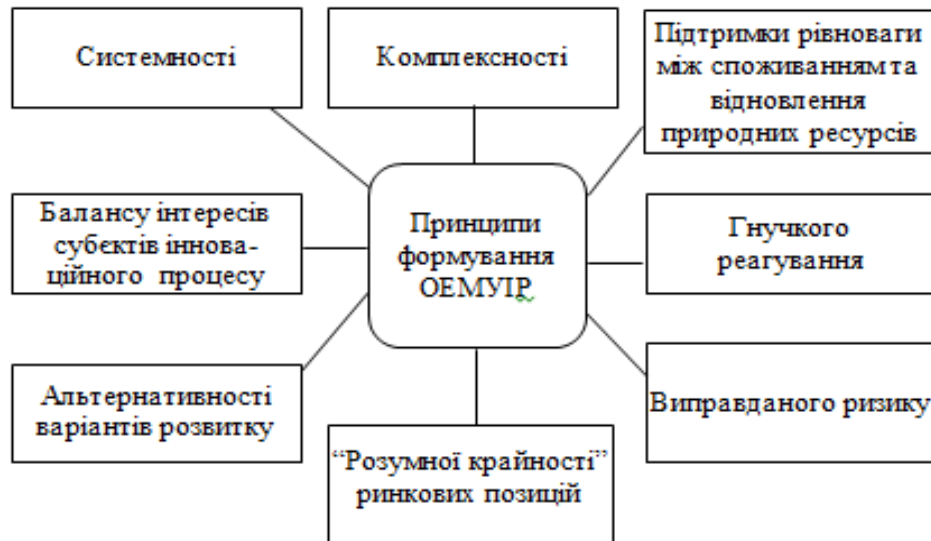 Системності
Комплексності
Підтримки рівноваги
між споживанням та
відновлення
природних ресурсів
Балансу інтересів
субєктів іннова-
ційного процесу
Принципи
формування
ОЕМУІР
Гнучкого
реагування
Альтернативності
варіантів розвитку
“Розумної крайності”
ринкових позицій
Виправданого ризику